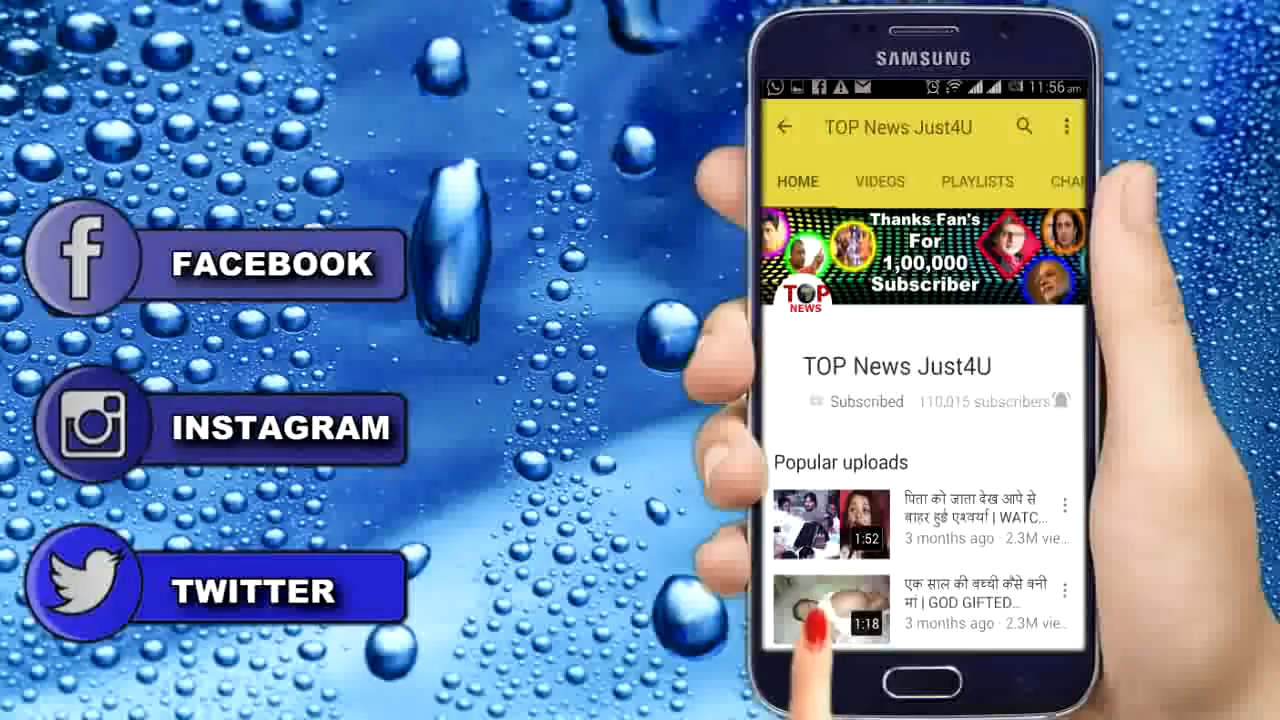 FACEBOOK
INSTAGRAM
TWITTER
SAMSUNG
11:56 am
TOP News Just4U
HOME VIDEOS PLAYLISTS CHA
Thanks Fan's
For
1,00,000
Subscriber
TOP
NEWS
TOP News Just4U
Subscribed 110,015 subscribers
Popular uploads
पिता को जाता देख आपे से
बाहर हुई एश्वर्या | WATC...
3 months ago · 2.3M vie...
1:52
एक साल की बच्ची कैसे बनी
मां | GOD GIFTED...
3 months ago · 2.3M vie...
1:18